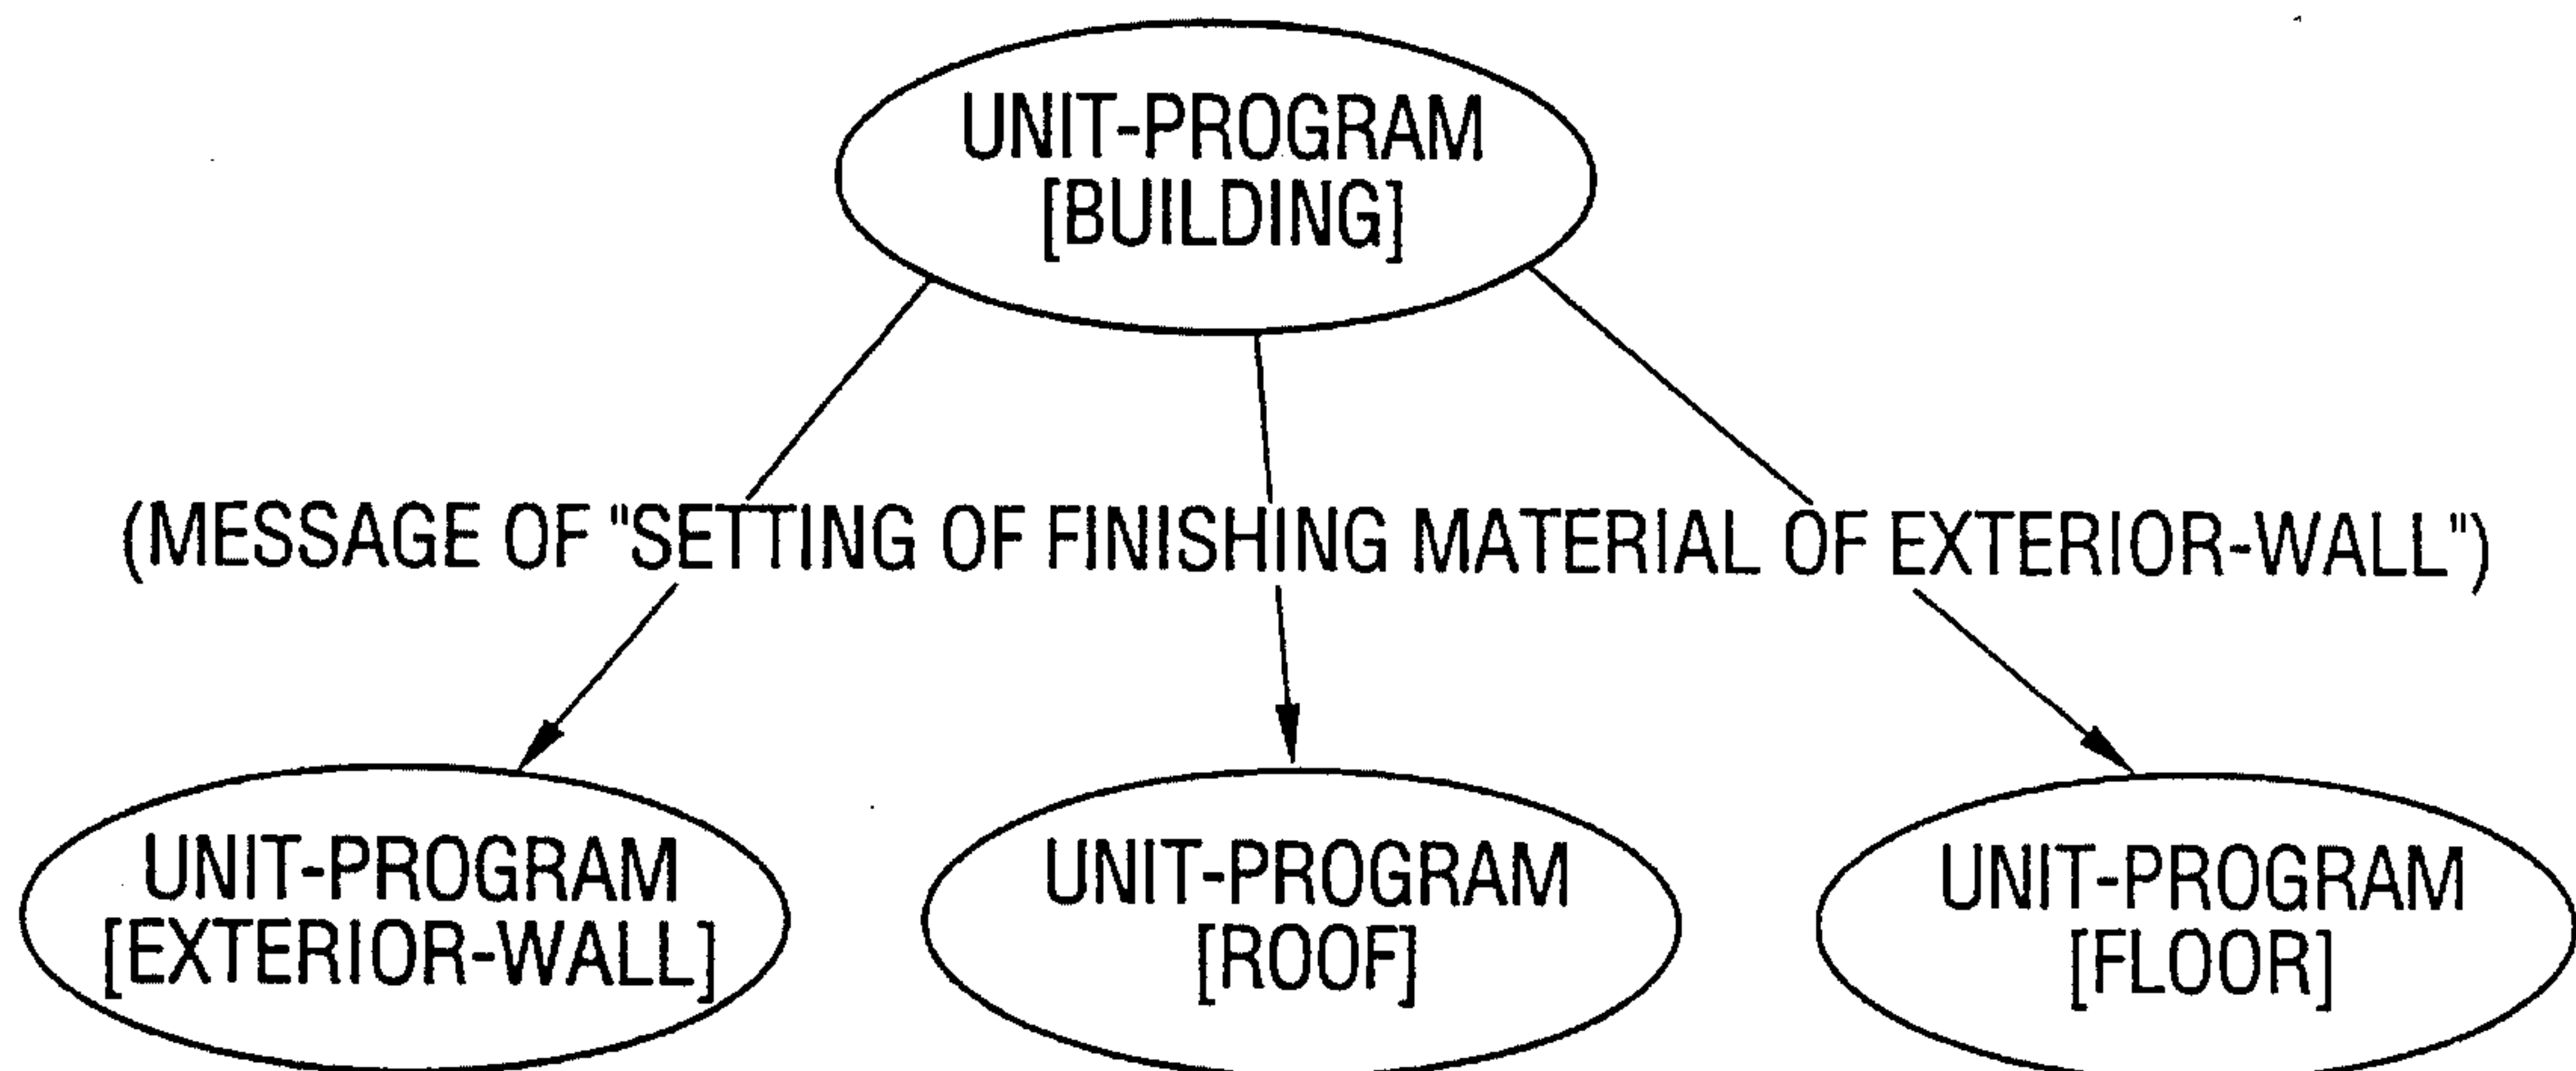 UNIT-PROGRAM
[BUILDING]
(MESSAGE OF "SETTING OF FINISHING MATERIAL OF EXTERIOR-WALL")
UNIT-PROGRAM
[EXTERIOR-WALL]
UNIT-PROGRAM
[ROOF]
UNIT-PROGRAM
[FLOOR]